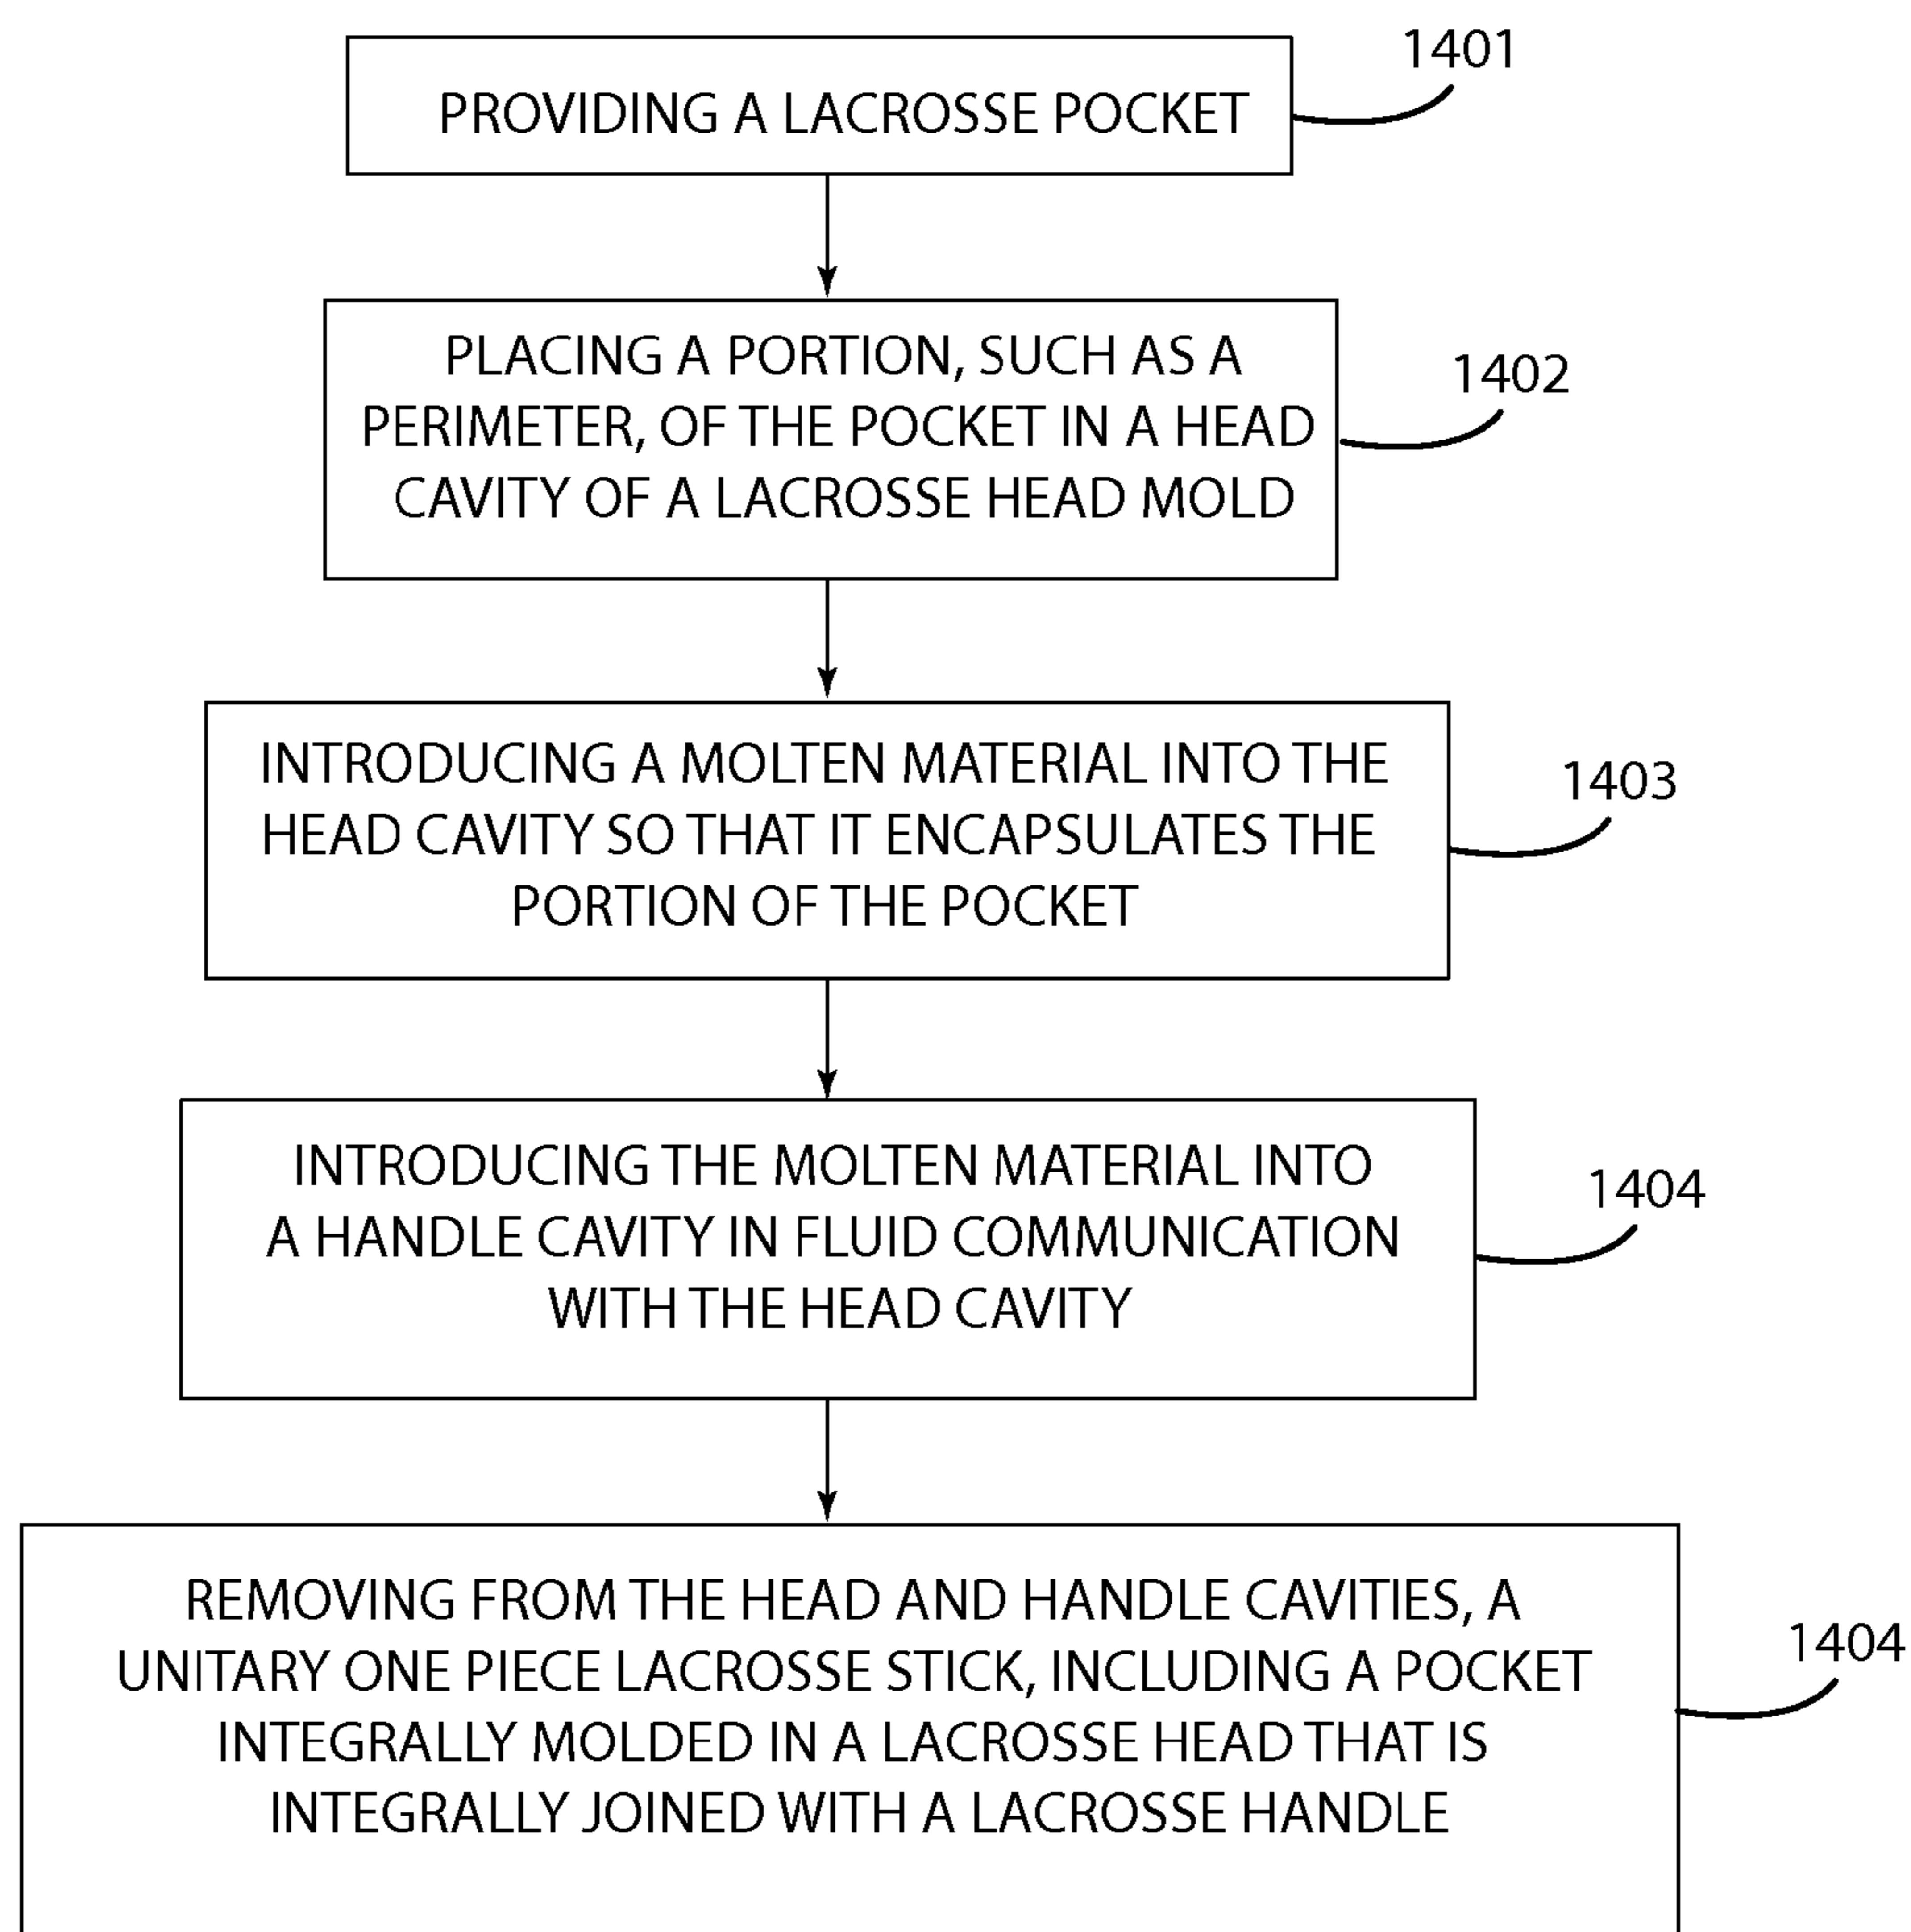 1401
PROVIDING A LACROSSE POCKET
1402
PLACING A PORTION, SUCH AS A
PERIMETER, OF THE POCKET IN A HEAD
CAVITY OF A LACROSSE HEAD MOLD
1403
INTRODUCING A MOLTEN MATERIAL INTO THE
HEAD CAVITY SO THAT IT ENCAPSULATES THE
PORTION OF THE POCKET
1404
INTRODUCING THE MOLTEN MATERIAL INTO
A HANDLE CAVITY IN FLUID COMMUNICATION
WITH THE HEAD CAVITY
1404
REMOVING FROM THE HEAD AND HANDLE CAVITIES, A
UNITARY ONE PIECE LACROSSE STICK, INCLUDING A POCKET
INTEGRALLY MOLDED IN A LACROSSE HEAD THAT IS
INTEGRALLY JOINED WITH A LACROSSE HANDLE